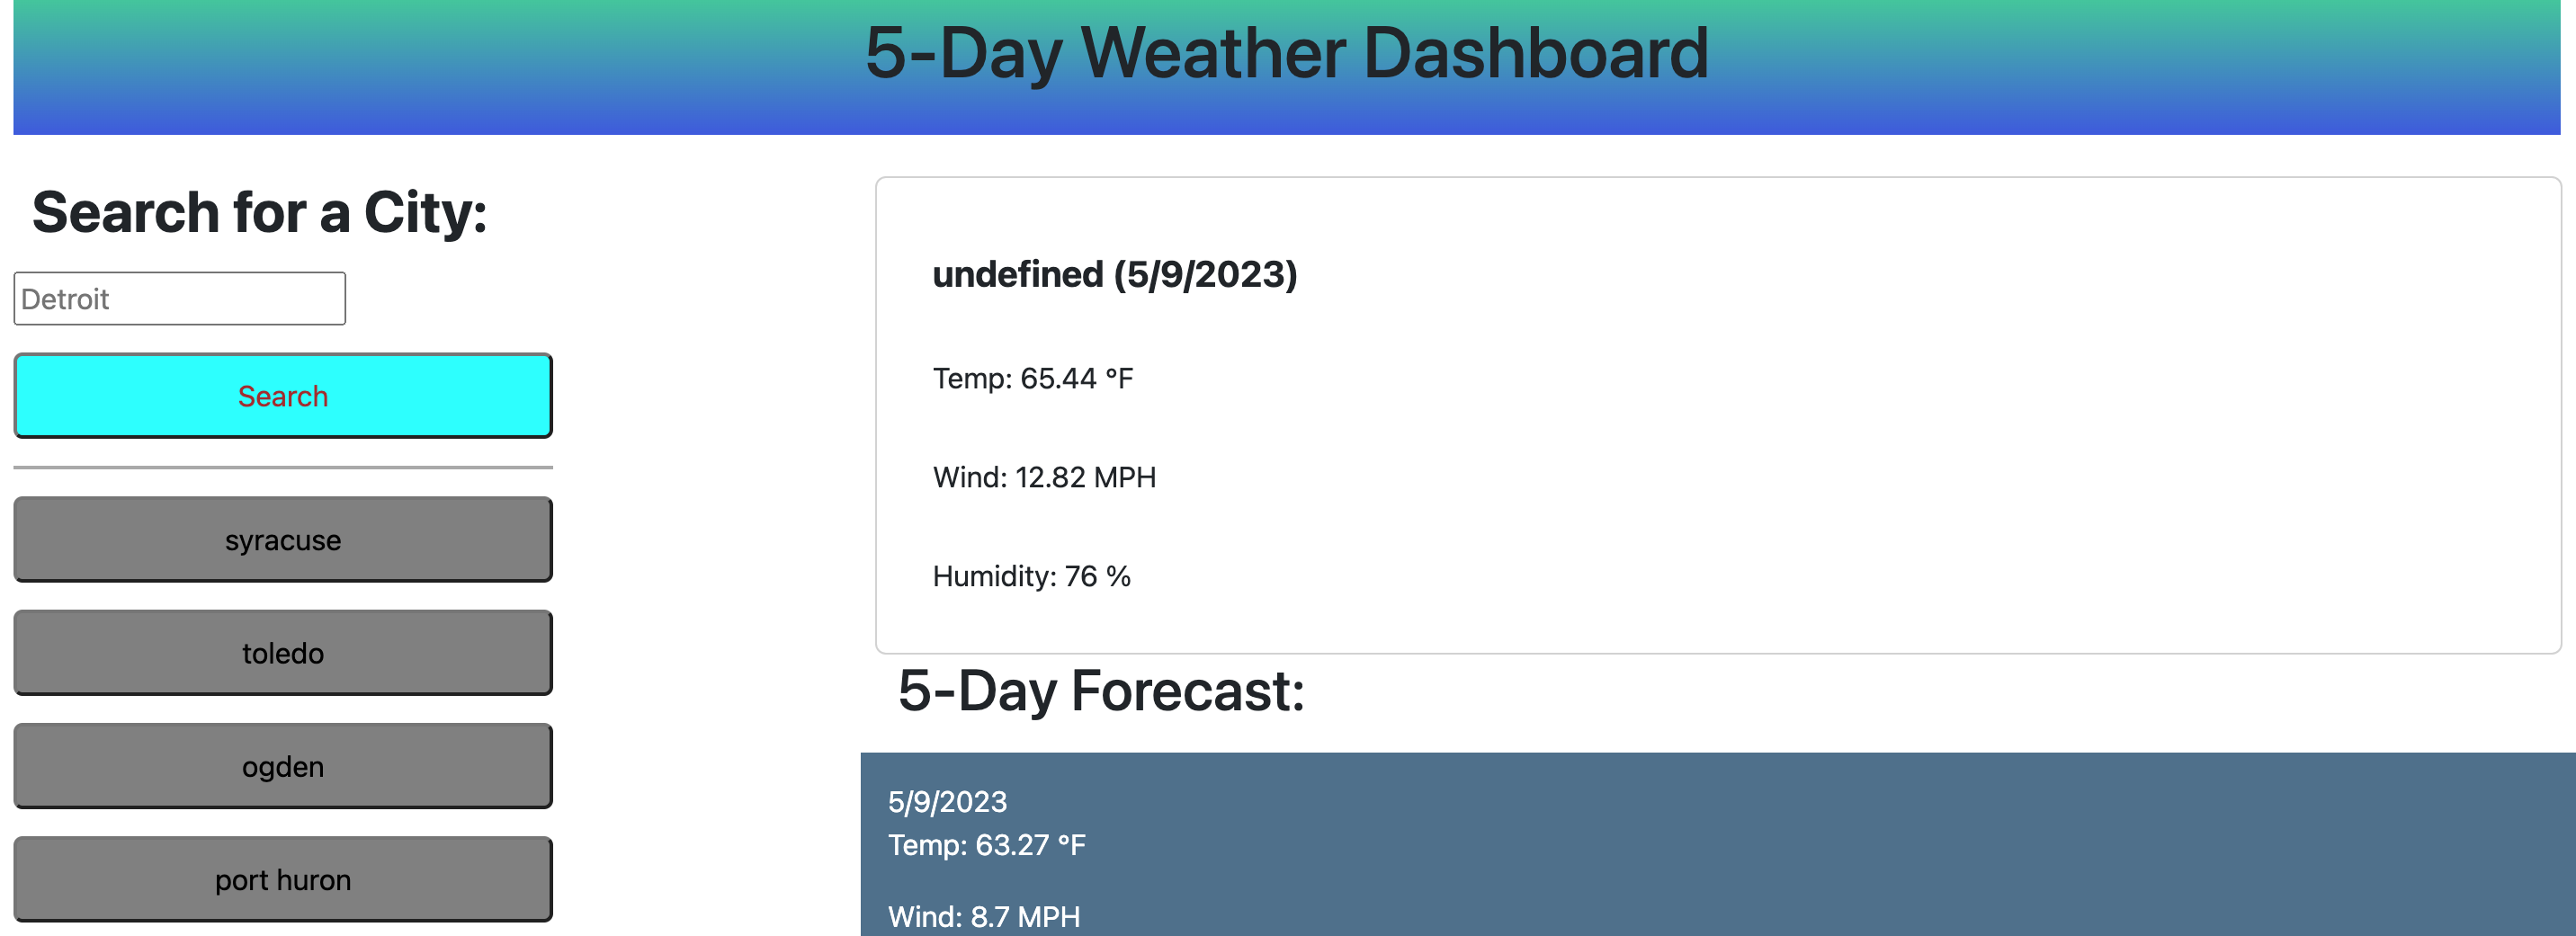 5-Day Weather Dashboard
Search for a City:
Detroit
Search
syracuse
toledo
ogden
port huron
undefined (5/9/2023)
Temp: 65.44 °F
Wind: 12.82 MPH
Humidity: 76 %
5-Day Forecast:
5/9/2023
Temp: 63.27 °F
Wind: 8.7 MPH